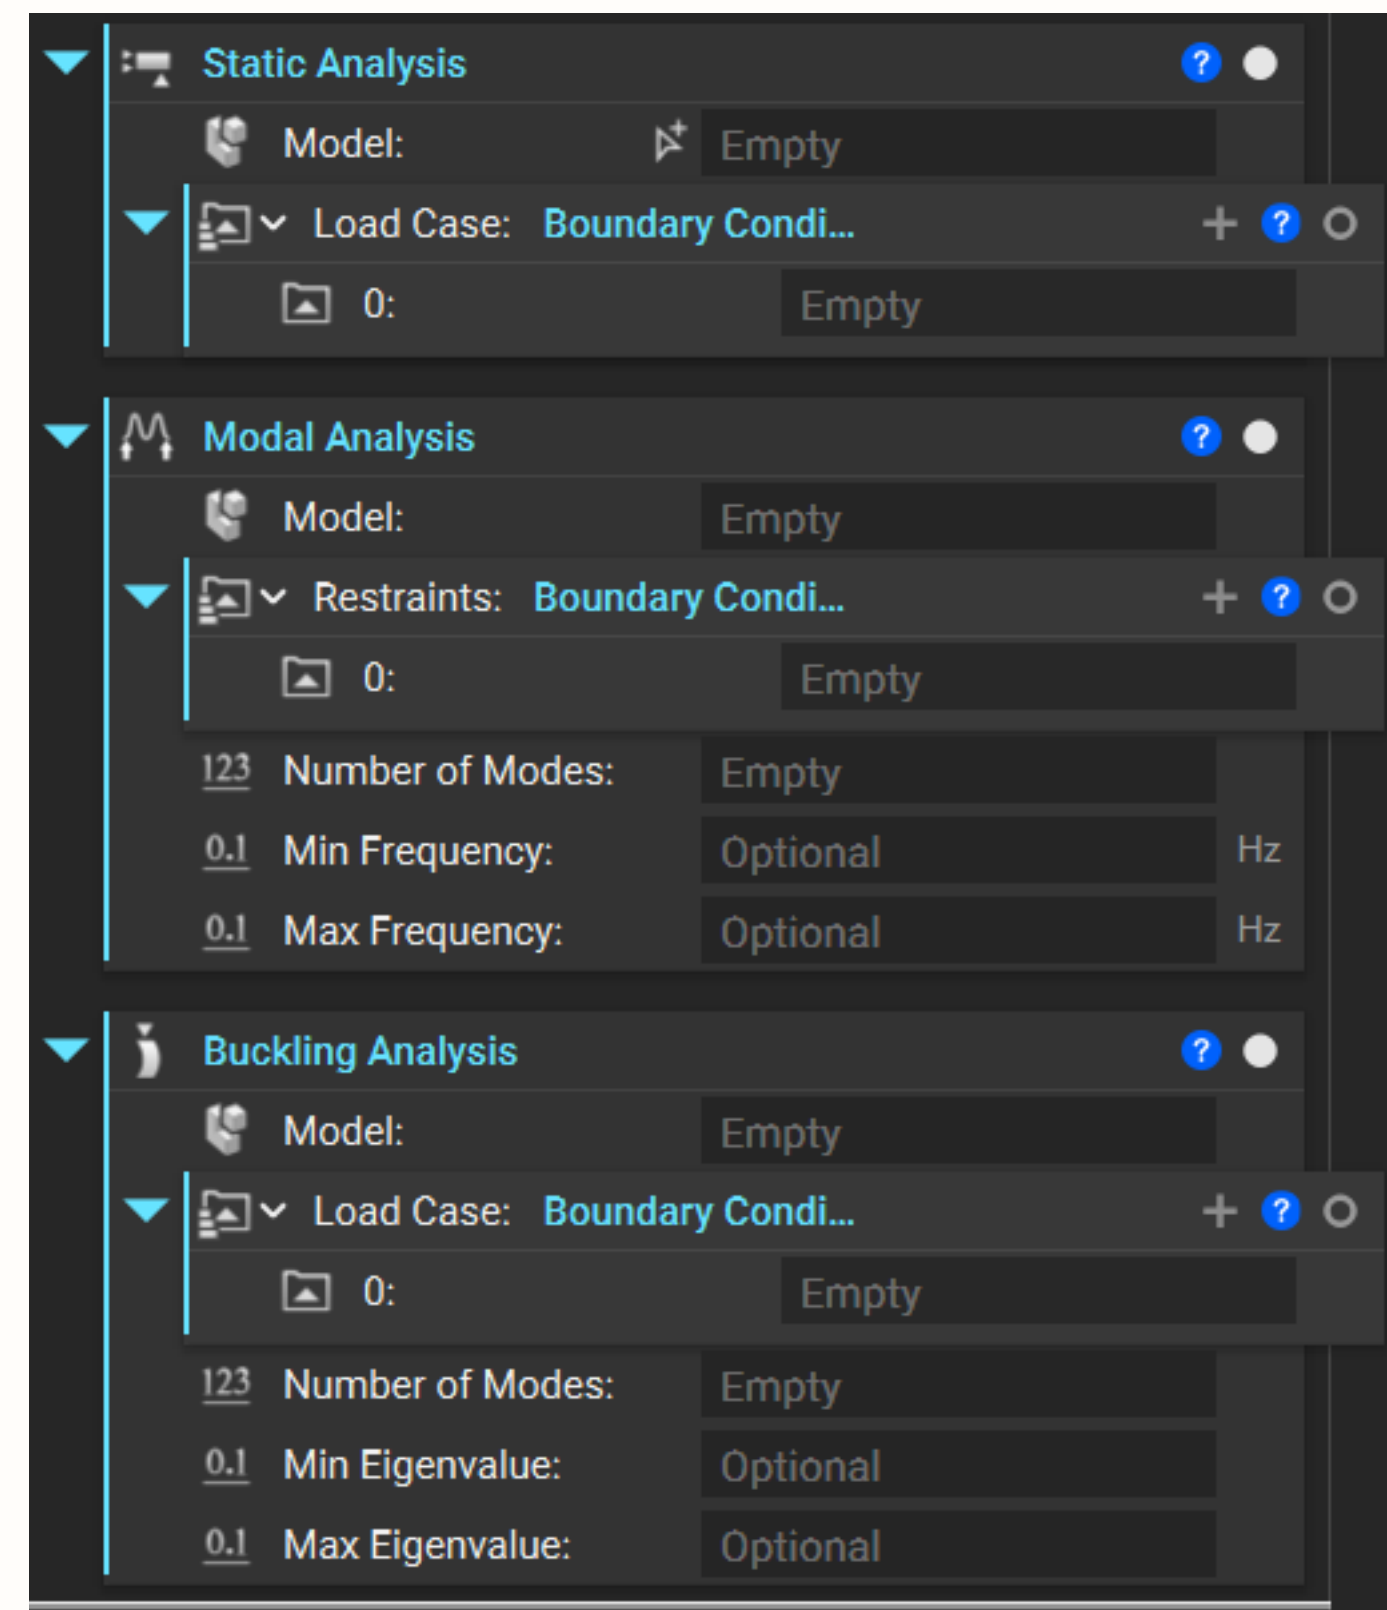 Static Analysis ?
Model: Empty
Load Case: Boundary Condi... + ?
0: Empty
Modal Analysis ?
Model: Empty
Restraints: Boundary Condi... + ?
0: Empty
123 Number of Modes: Empty
0.1 Min Frequency: Optional Hz
0.1 Max Frequency: Optional Hz
Buckling Analysis ?
Model: Empty
Load Case: Boundary Condi... + ?
0: Empty
123 Number of Modes: Empty
0.1 Min Eigenvalue: Optional
0.1 Max Eigenvalue: Optional